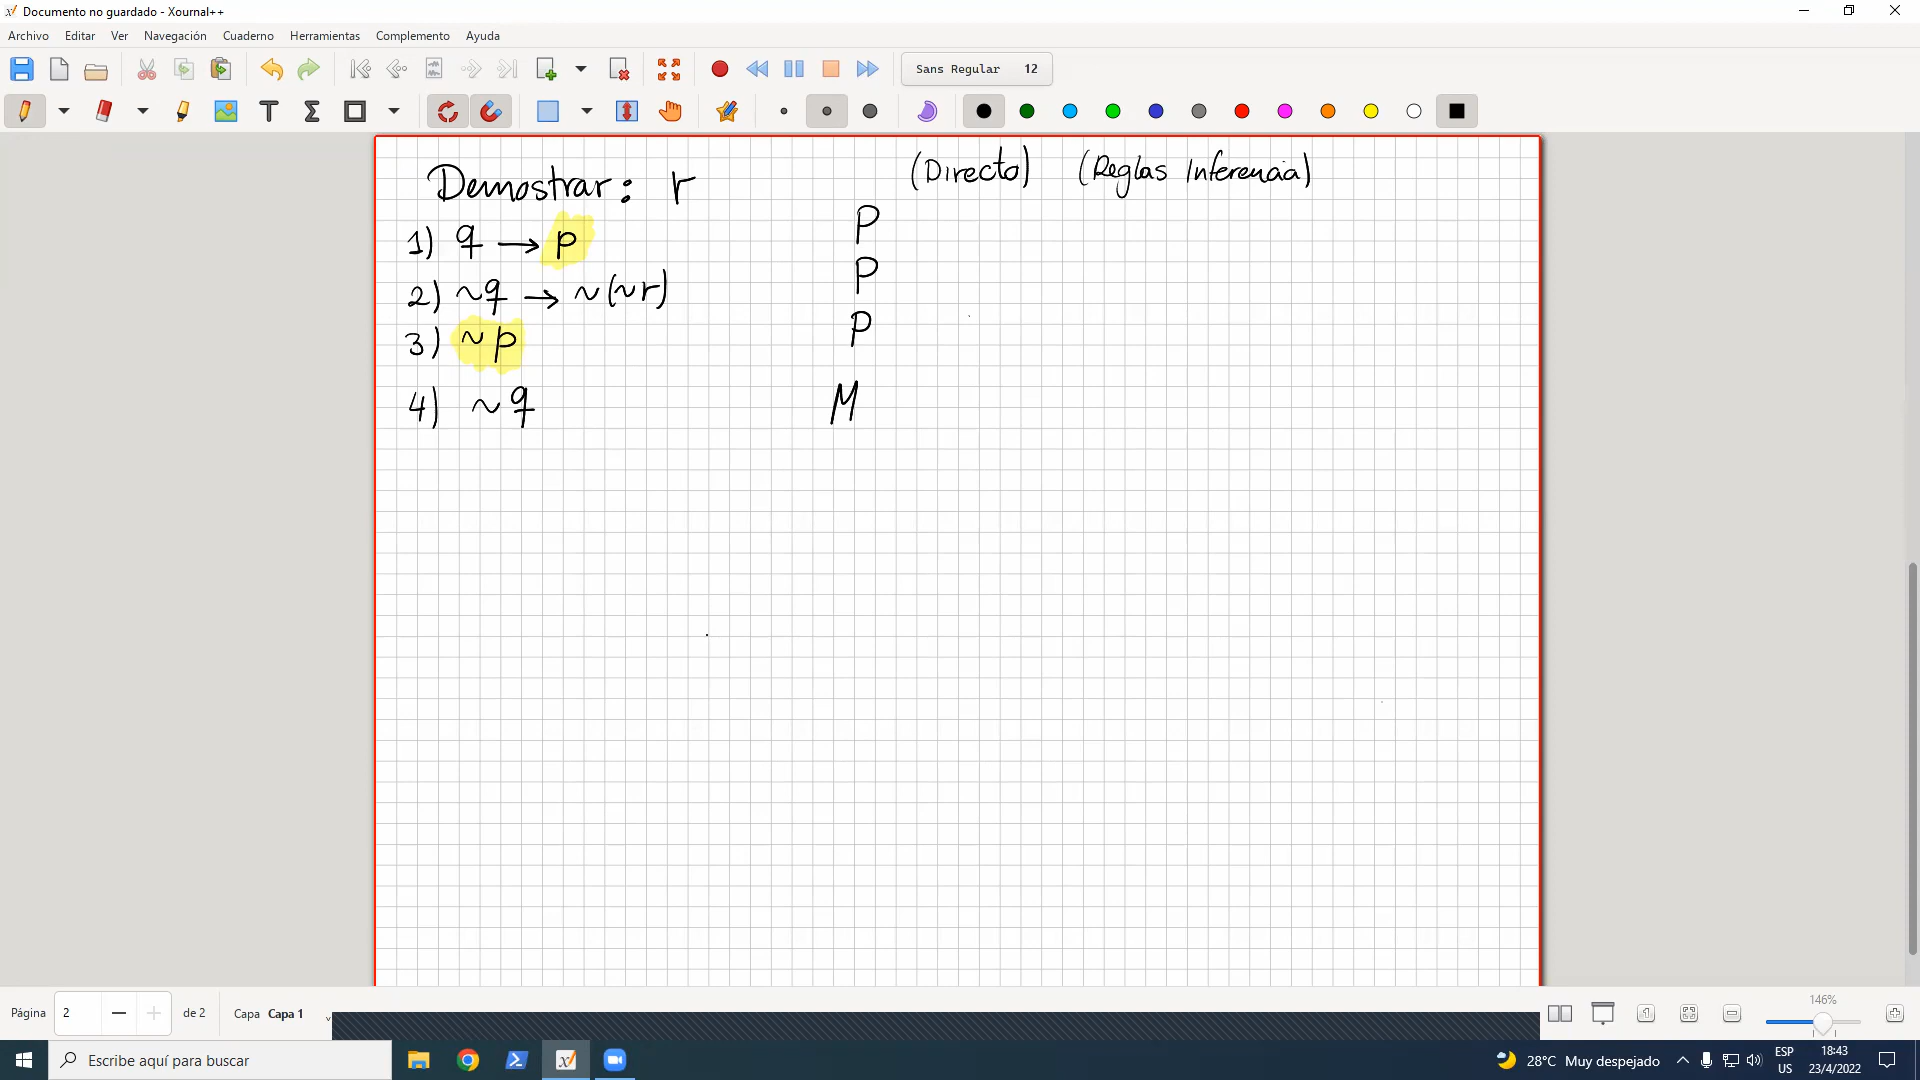 Documento no guardado - Xournal++
Archivo Editar Ver Navegación Cuaderno Herramientas Complemento Ayuda
Sans Regular 12
Demostrar: r (Directo) (Reglas Inferencia)
1) q → p P
2) ~q → ~(~r) P
3) ~p P
4) ~q M
Página 2 de 2 Capa Capa 1 146%
Escribe aquí para buscar 28°C Muy despejado ESP US 18:43 23/4/2022